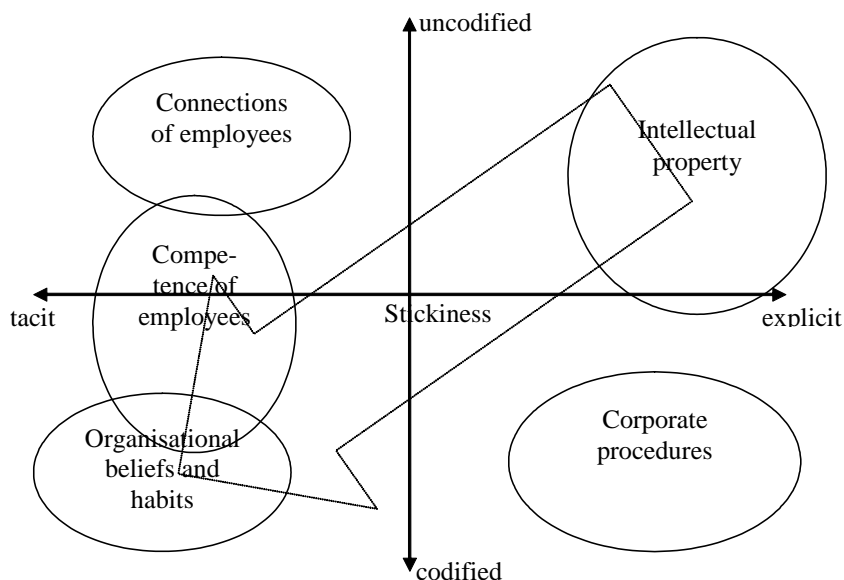 uncodified
Connections
of employees
Intellectual
property
Compe-
tence of
employees
tacit
Stickiness
explicit
Organisational
beliefs and
habits
Corporate
procedures
codified